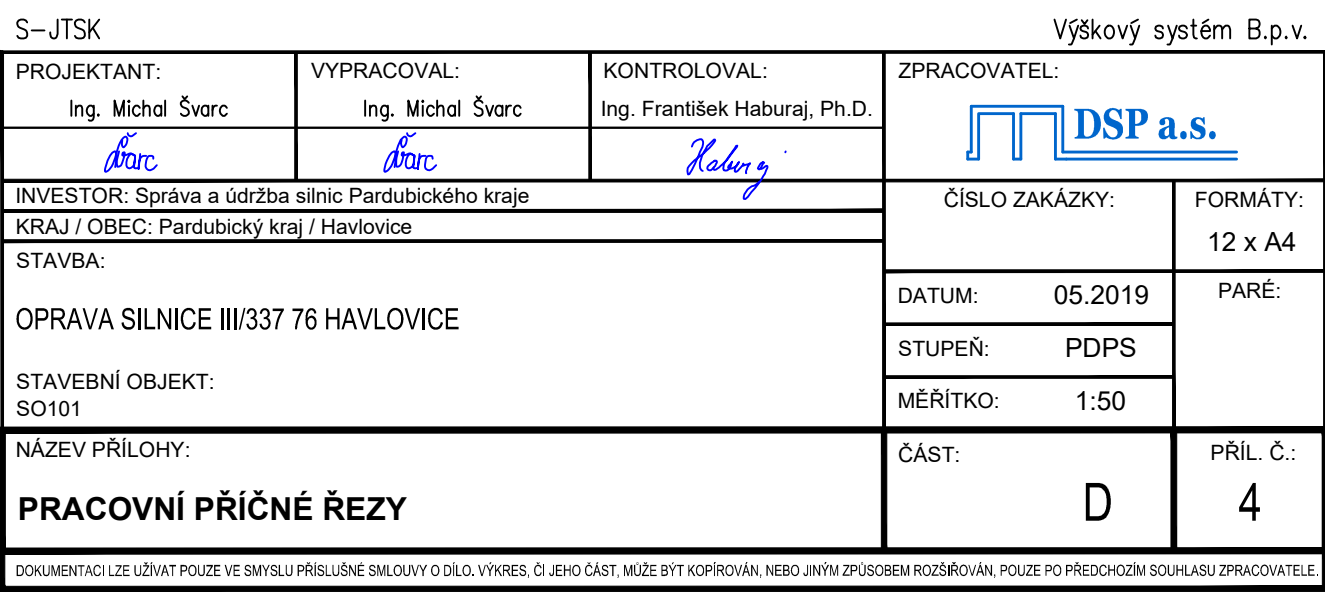 S-JTSK
Výškový systém B.p.v.
PROJEKTANT:
Ing. Michal Švarc
Švarc
VYPRACOVAL:
Ing. Michal Švarc
Švarc
KONTROLOVAL:
Ing. František Haburaj, Ph.D.
Haburaj
ZPRACOVATEL:
DSP a.s.
INVESTOR: Správa a údržba silnic Pardubického kraje
KRAJ / OBEC: Pardubický kraj / Havlovice
STAVBA:
OPRAVA SILNICE III/337 76 HAVLOVICE
STAVEBNÍ OBJEKT:
SO101
ČÍSLO ZAKÁZKY:
FORMÁTY:
12 x A4
DATUM: 05.2019
PARÉ:
STUPEŇ: PDPS
MĚŘÍTKO: 1:50
NÁZEV PŘÍLOHY:
PRACOVNÍ PŘÍČNÉ ŘEZY
ČÁST:
D
PŘÍL. Č.:
4
DOKUMENTACI LZE UŽÍVAT POUZE VE SMYSLU PŘÍSLUŠNÉ SMLOUVY O DÍLO. VÝKRES, ČI JEHO ČÁST, MŮŽE BÝT KOPÍROVÁN, NEBO JINÝM ZPŮSOBEM ROZŠIŘOVÁN, POUZE PO PŘEDCHOZÍM SOUHLASU ZPRACOVATELE.